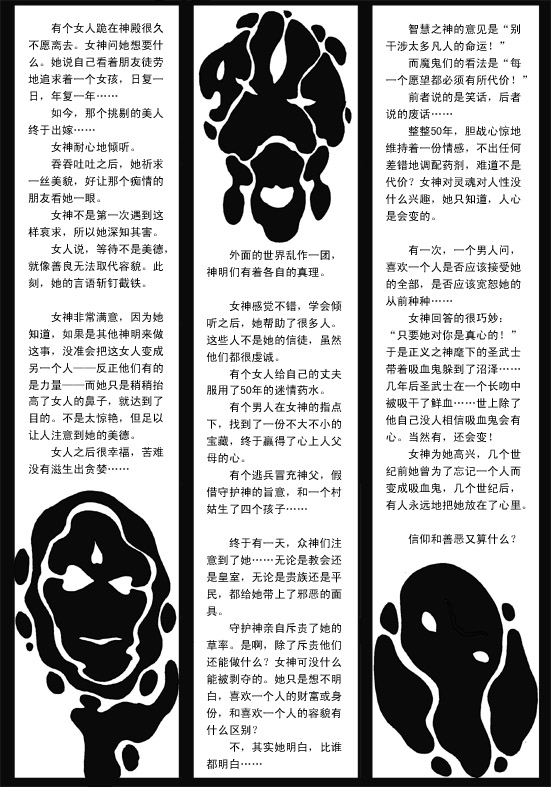 有个女人跪在神殿很久
不愿离去。女神问她想要什
么。她说自己看着朋友徒劳
地追求着一个女孩，日复一
日，年复一年……
如今，那个挑剔的美人
终于出嫁……
女神耐心地倾听。
吞吞吐吐之后，她祈求
一丝美貌，好让那个痴情的
朋友看她一眼。
女神不是第一次遇到这
样哀求，所以她深知其害。
女人说，等待不是美德，
就像善良无法取代容貌。此
刻，她的言语斩钉截铁。
女神非常满意，因为她
知道，如果是其他神明来做
这事，没准会把这女人变成
另一个人——反正他们有的
是力量——而她只是稍稍抬
高了女人的鼻子，就达到了
目的。不是太惊艳，但足以
让人注意到她的美德。
女人之后很幸福，苦难
没有滋生出贪婪……
外面的世界乱作一团，
神明们有着各自的真理。
女神感觉不错，学会倾
听之后，她帮助了很多人。
这些人不是她的信徒，虽然
他们都很虔诚。
有个女人给自己的丈夫
服用了50年的迷情药水。
有个男人在女神的指点
下，找到了一份不大不小的
宝藏，终于赢得了心上人父
母的心。
有个逃兵冒充神父，假
借守护神的旨意，和一个村
姑生了四个孩子……
终于有一天，众神们注
意到了她……无论是教会还
是皇室，无论是贵族还是平
民，都给她带上了邪恶的面
具。
守护神亲自斥责了她的
草率。是啊，除了斥责他们
还能做什么？女神可没什么
能被剥夺的。她只是想不明
白，喜欢一个人的财富或身
份，和喜欢一个人的容貌有
什么区别？
不，其实她明白，比谁
都明白……
智慧之神的意见是“别
干涉太多凡人的命运！”
而魔鬼们的看法是“每
一个愿望都必须有所代价！”
前者说的是笑话，后者
说的废话……
整整50年，胆战心惊地
维持着一份情感，不出任何
差错地调配药剂，难道不是
代价？女神对灵魂对人性没
什么兴趣，她只知道，人心
是会变的。
有一次，一个男人问，
喜欢一个人是否应该接受她
的全部，是否应该宽恕她的
从前种种……
女神回答的很巧妙：
“只要她对你是真心的！”
于是正义之神麾下的圣武士
带着吸血鬼躲到了沼泽……
几年后圣武士在一个长吻中
被吸干了鲜血……世上除了
他自己没人相信吸血鬼会有
心。当然有，还会变！
女神为她高兴，几个世
纪前她曾为了忘记一个人而
变成吸血鬼，几个世纪后，
有人永远地把她放在了心里。
信仰和善恶又算什么？